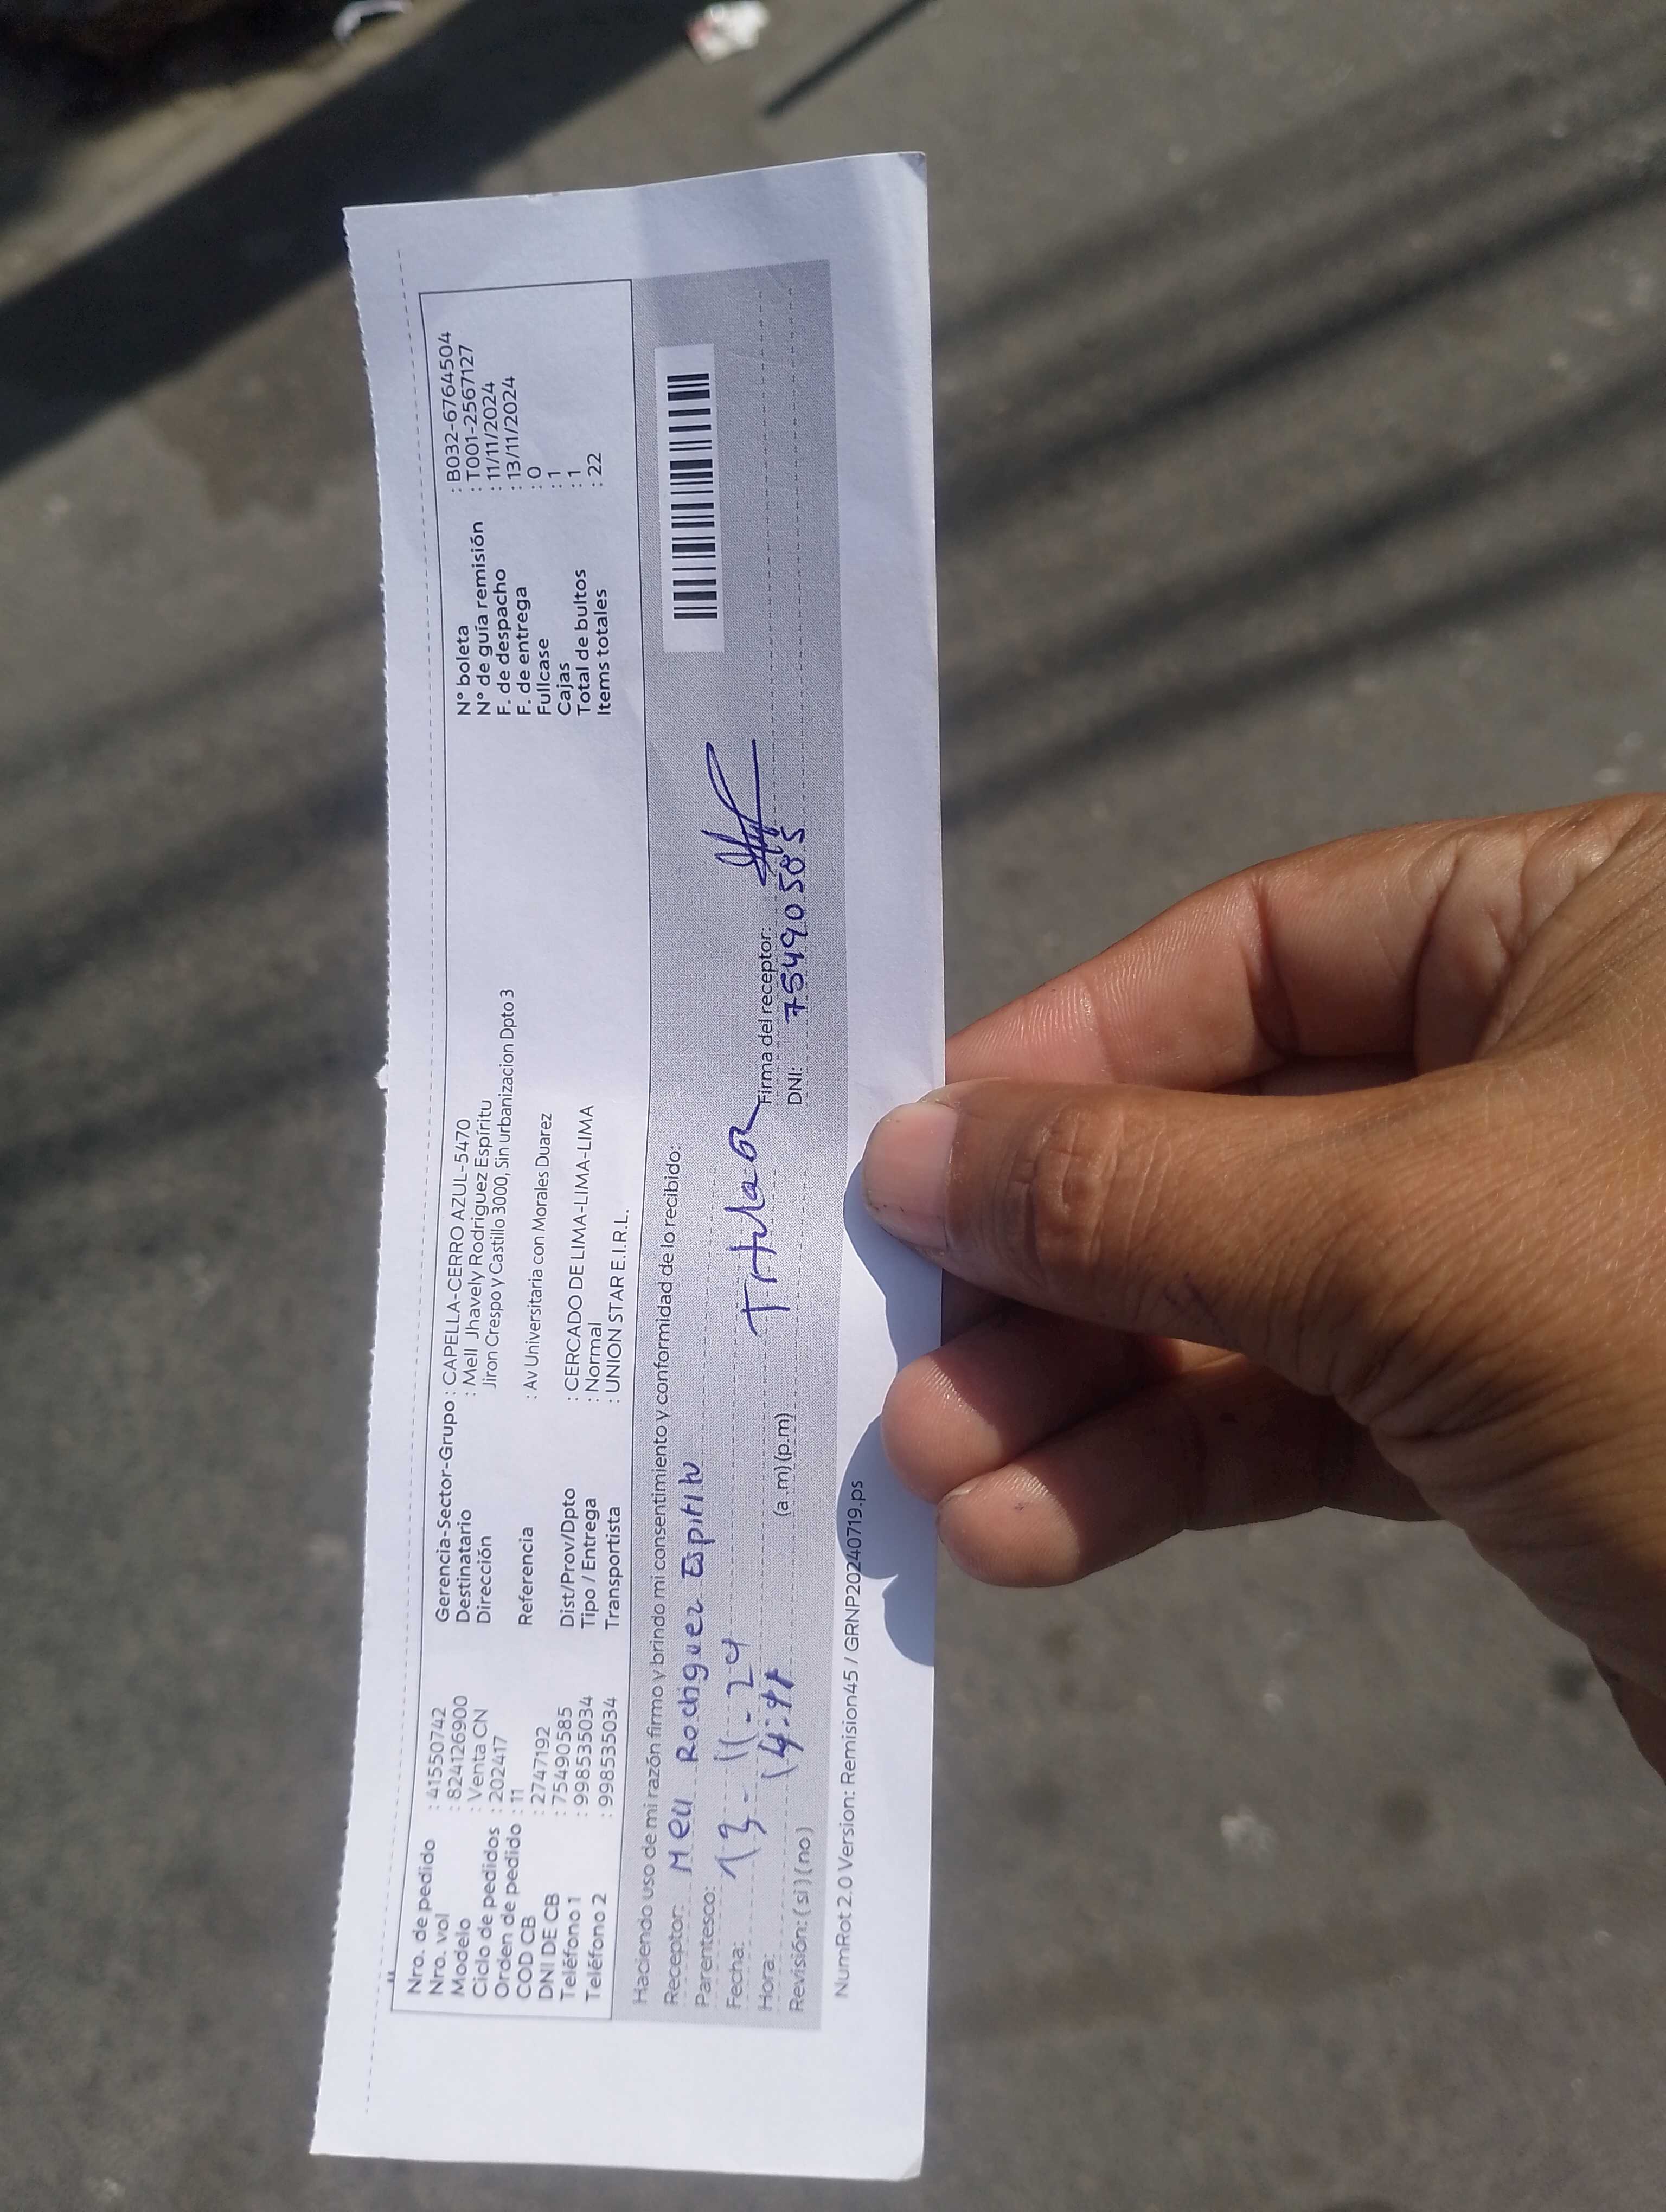 Nro. de pedido : 41550742
Nro. vol : 824126900
Modelo : Venta CN
Ciclo de pedidos : 202417
Orden de pedido : 11
COD CB : 2747192
DNI DE CB : 75490585
Teléfono 1 : 998535034
Teléfono 2 : 998535034
Gerencia-Sector-Grupo : CAPELLA-CERRO AZUL-5470
Destinatario : Mell Jhavely Rodriguez Espíritu
Dirección Jiron Crespo y Castillo 3000, Sin urbanizacion Dpto 3
Referencia : Av Universitaria con Morales Duarez
Dist/Prov/Dpto : CERCADO DE LIMA-LIMA-LIMA
Tipo / Entrega : Normal
Transportista : UNION STAR E.I.R.L.
N° boleta : B032-6764504
N° de guía remisión : T001-2567127
F. de despacho : 11/11/2024
F. de entrega : 13/11/2024
Fullcase : 0
Cajas : 1
Total de bultos : 1
Items totales : 22
Haciendo uso de mi razón firmo y brindo mi consentimiento y conformidad de lo recibido:
Receptor: Mell Rodriguez Espiritu
Parentesco: Titular
Fecha: 13-11-24
Hora: (a.m)(p.m)
Revisión: ( si ) ( no )
Firma del receptor:
DNI: 75490585
NumRot 2.0 Version: Remision45 / GRNP20240719.ps